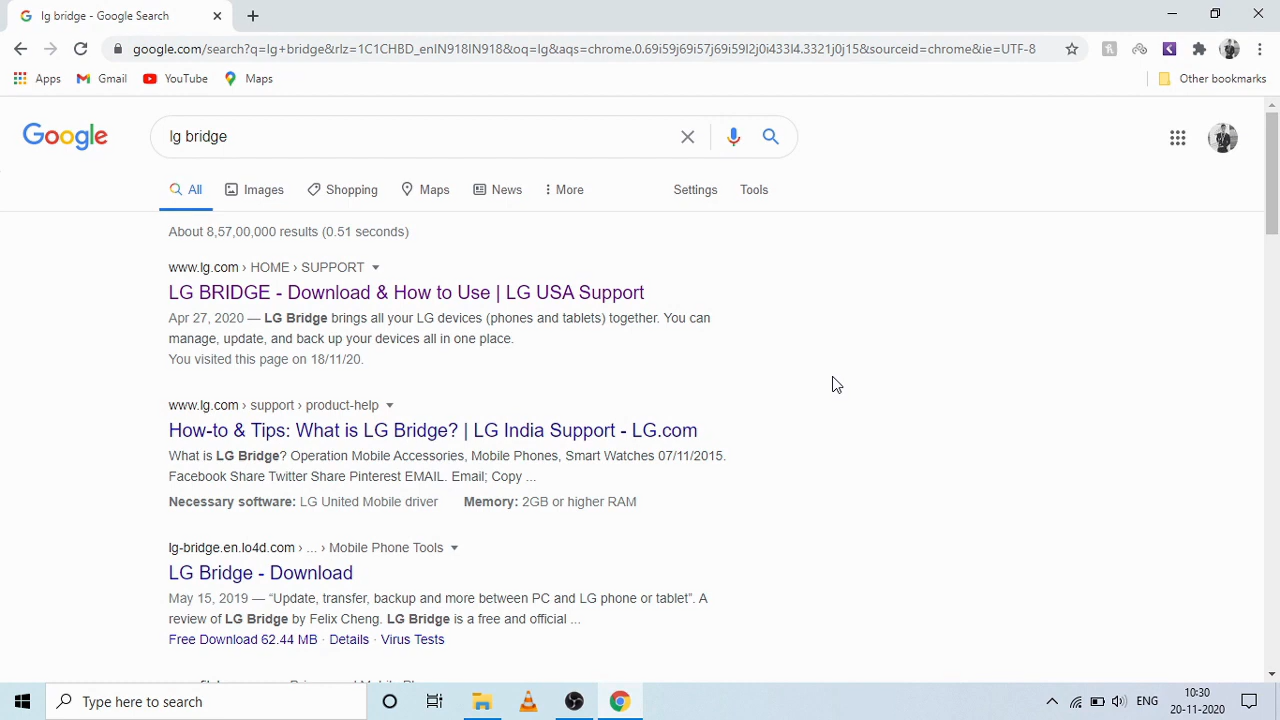 lg bridge - Google Search
google.com/search?q=lg+bridge&rlz=1C1CHBD_enIN918IN918&oq=lg&aqs=chrome.0.69i59j69i57j69i59l2j0i433l4.3321j0j15&sourceid=chrome&ie=UTF-8
Apps Gmail YouTube Maps Other bookmarks
Google lg bridge
All Images Shopping Maps News More Settings Tools
About 8,57,00,000 results (0.51 seconds)
www.lg.com › HOME › SUPPORT
LG BRIDGE - Download & How to Use | LG USA Support
Apr 27, 2020 — LG Bridge brings all your LG devices (phones and tablets) together. You can
manage, update, and back up your devices all in one place.
You visited this page on 18/11/20.
www.lg.com › support › product-help
How-to & Tips: What is LG Bridge? | LG India Support - LG.com
What is LG Bridge? Operation Mobile Accessories, Mobile Phones, Smart Watches 07/11/2015.
Facebook Share Twitter Share Pinterest EMAIL. Email; Copy ...
Necessary software: LG United Mobile driver Memory: 2GB or higher RAM
lg-bridge.en.lo4d.com › ... › Mobile Phone Tools
LG Bridge - Download
May 15, 2019 — “Update, transfer, backup and more between PC and LG phone or tablet”. A
review of LG Bridge by Felix Cheng. LG Bridge is a free and official ...
Free Download 62.44 MB · Details · Virus Tests
Type here to search
ENG
10:30
20-11-2020